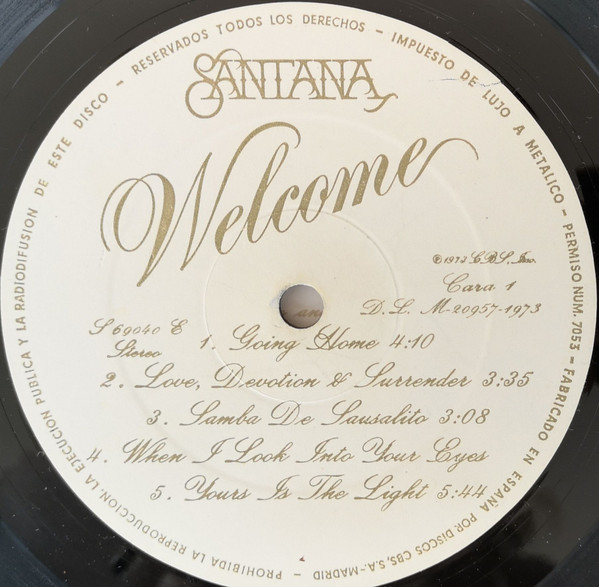 SANTANA
Welcome
℗ 1973 C.B.S. Inc.
Cara 1
D. L. M-20957-1973
S 69040 E
Stereo
1. Going Home 4:10
2. Love, Devotion & Surrender 3:35
3. Samba De Sausalito 3:08
4. When I Look Into Your Eyes
5. Yours Is The Light 5:44
RESERVADOS TODOS LOS DERECHOS - IMPUESTO DE LUJO A METALICO - PERMISO NUM. 7053 - FABRICADO EN ESPAÑA POR DISCOS CBS, S.A.-MADRID - PROHIBIDA LA REPRODUCCION, LA EJECUCION PUBLICA Y LA RADIODIFUSION DE ESTE DISCO -